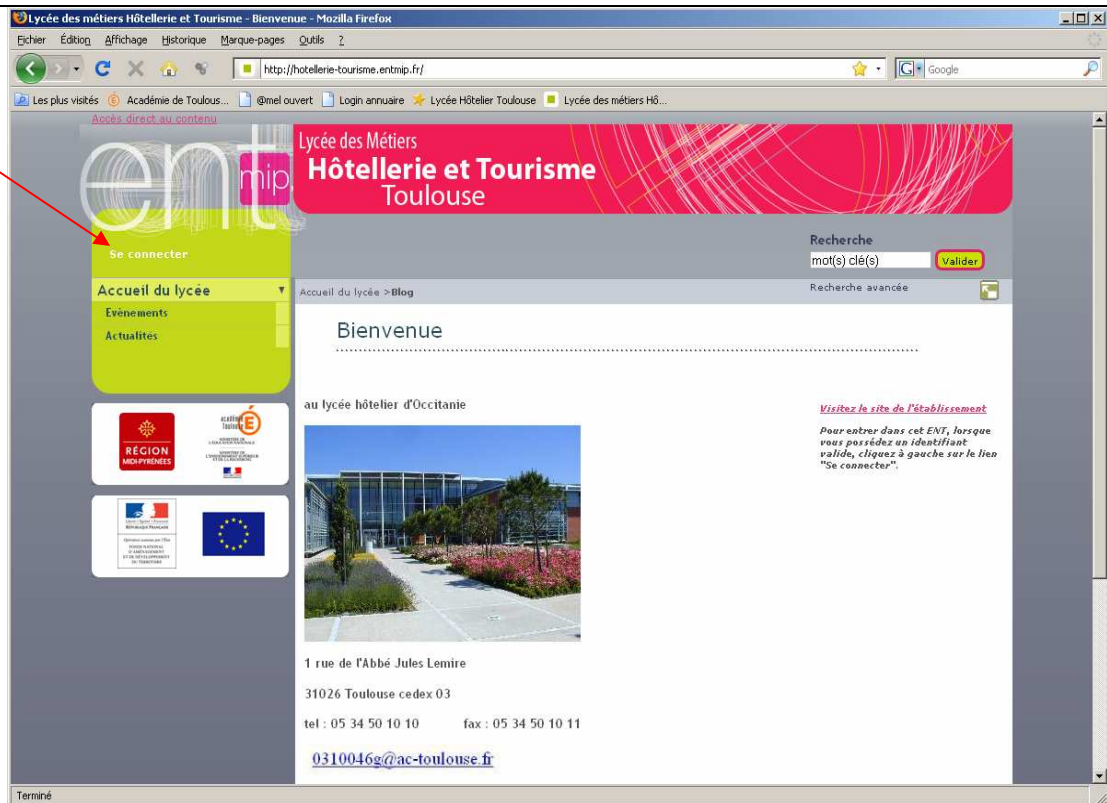 Lycée des métiers Hôtellerie et Tourisme - Bienvenue - Mozilla Firefox
Fichier Édition Affichage Historique Marque-pages Outils ?
http://hotellerie-tourisme.entmip.fr/
G Google
Les plus visités Académie de Toulous... @mel ouvert Login annuaire Lycée Hôtelier Toulouse Lycée des métiers Hô...
Accès direct au contenu
ent mip
Lycée des Métiers
Hôtellerie et Tourisme
Toulouse
Se connecter
Recherche
mot(s) clé(s) Valider
Recherche avancée
Accueil du lycée
Evènements
Actualités
Accueil du lycée >Blog
Bienvenue
au lycée hôtelier d'Occitanie
Visitez le site de l'établissement
Pour entrer dans cet ENT, lorsque
vous possédez un identifiant
valide, cliquez à gauche sur le lien
"Se connecter".
RÉGION
MIDI-PYRÉNÉES
académie
Toulouse
1 rue de l'Abbé Jules Lemire
31026 Toulouse cedex 03
tel : 05 34 50 10 10 fax : 05 34 50 10 11
0310046g@ac-toulouse.fr
Terminé